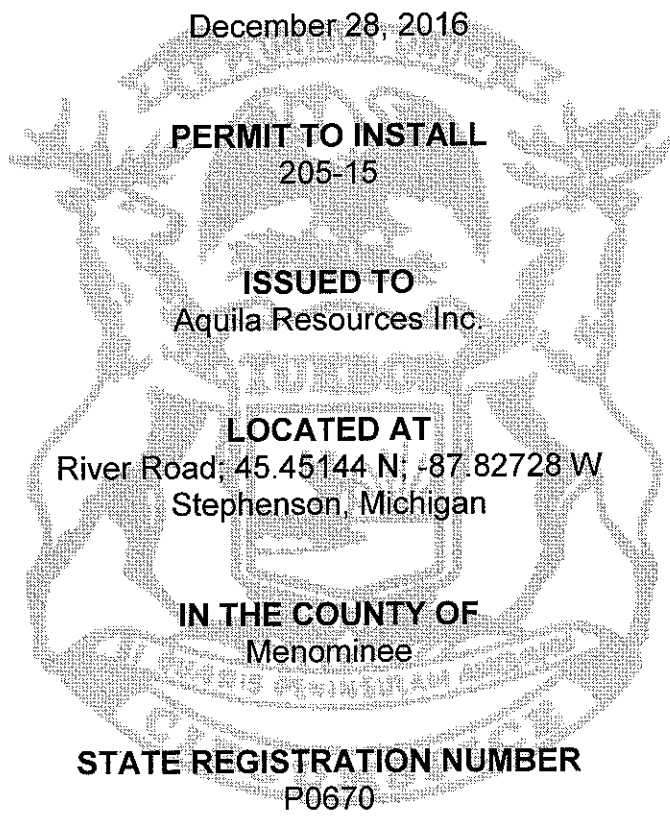 December 28, 2016
PERMIT TO INSTALL
205-15
ISSUED TO
Aquila Resources Inc.
TUEBOR
LOCATED AT
River Road; 45.45144 N; -87.82728 W
Stephenson, Michigan
IN THE COUNTY OF
Menominee
STATE REGISTRATION NUMBER
P0670